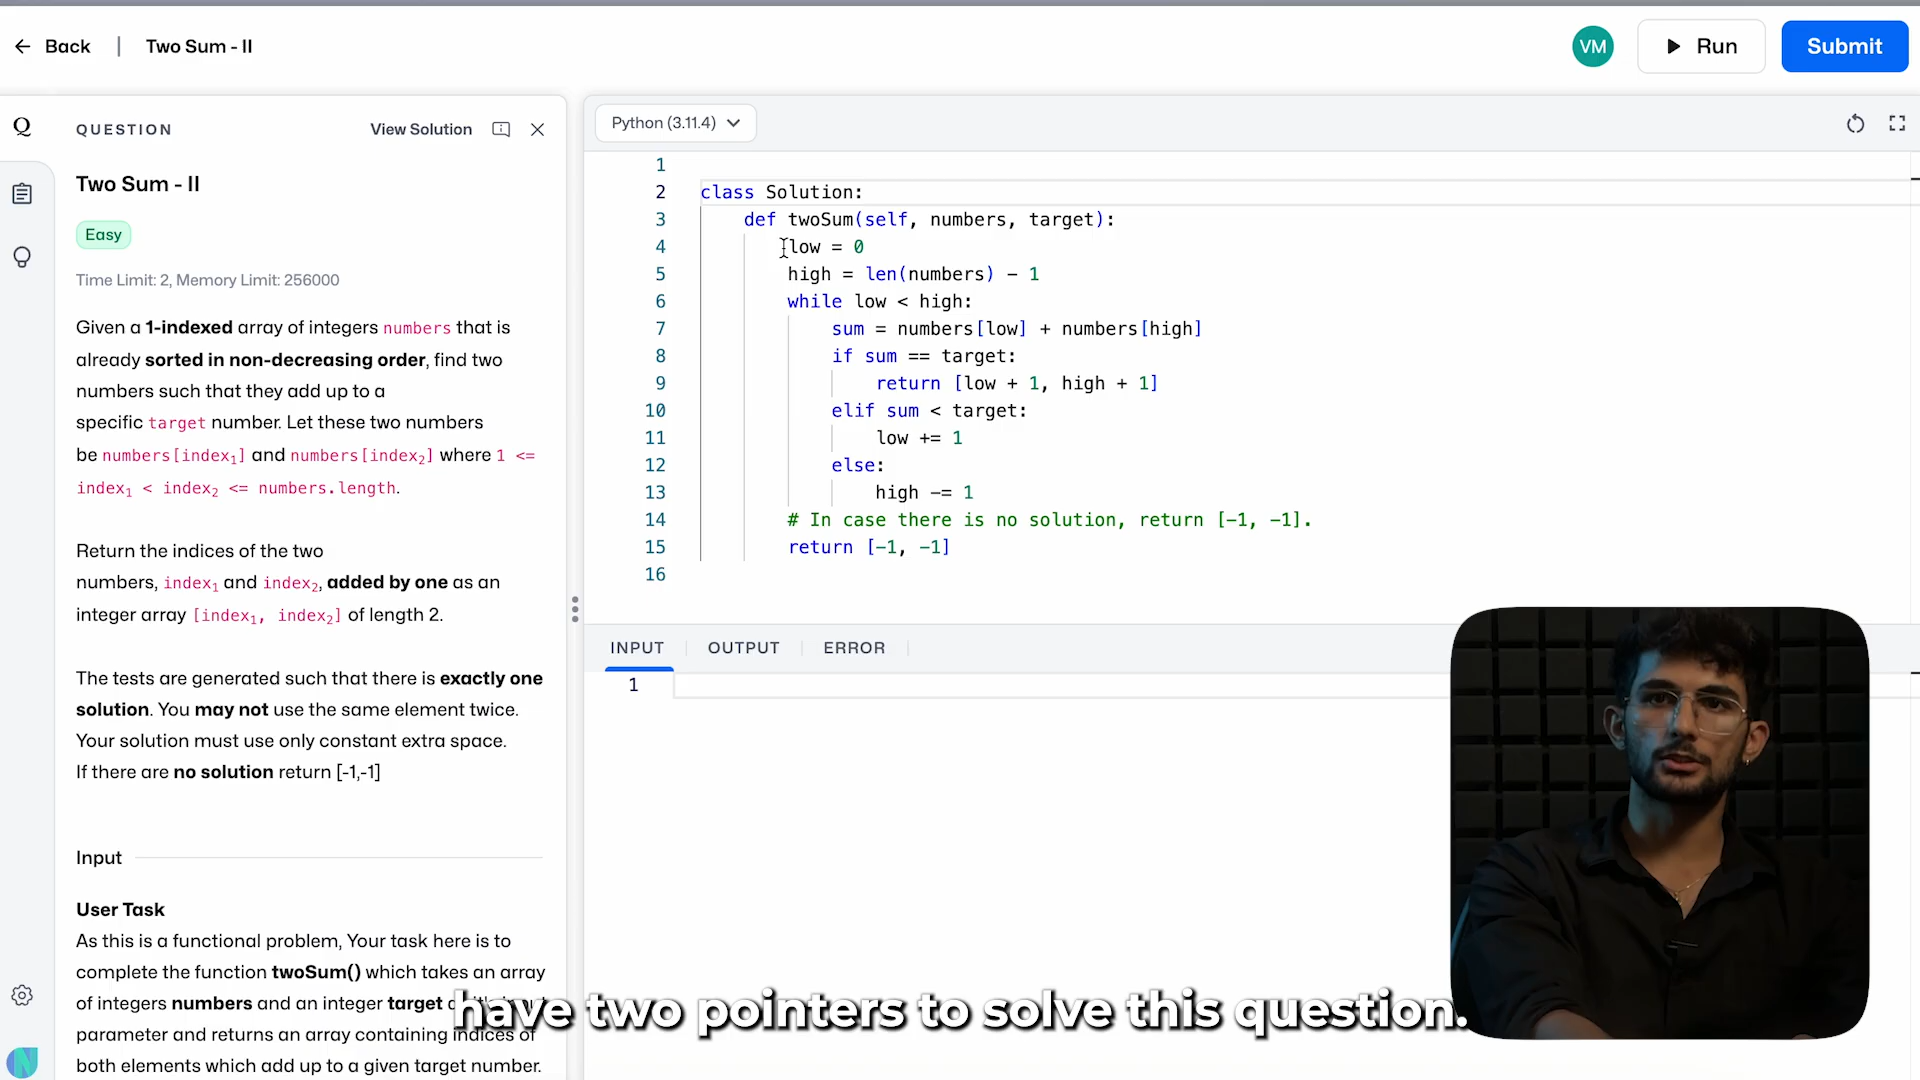 Back | Two Sum - II
VM
Run
Submit
QUESTION
View Solution
Two Sum - II
Easy
Time Limit: 2, Memory Limit: 256000
Given a 1-indexed array of integers numbers that is
already sorted in non-decreasing order, find two
numbers such that they add up to a
specific target number. Let these two numbers
be numbers[index₁] and numbers[index₂] where 1 <=
index₁ < index₂ <= numbers.length.
Return the indices of the two
numbers, index₁ and index₂, added by one as an
integer array [index₁, index₂] of length 2.
The tests are generated such that there is exactly one
solution. You may not use the same element twice.
Your solution must use only constant extra space.
If there are no solution return [-1,-1]
Input
User Task
As this is a functional problem, Your task here is to
complete the function twoSum() which takes an array
of integers numbers and an integer target
parameter and returns an array containing indices of
both elements which add up to a given target number.
Python (3.11.4)
1
2 class Solution:
3 def twoSum(self, numbers, target):
4 low = 0
5 high = len(numbers) - 1
6 while low < high:
7 sum = numbers[low] + numbers[high]
8 if sum == target:
9 return [low + 1, high + 1]
10 elif sum < target:
11 low += 1
12 else:
13 high -= 1
14 # In case there is no solution, return [-1, -1].
15 return [-1, -1]
16
INPUT
OUTPUT
ERROR
1
have two pointers to solve this question.